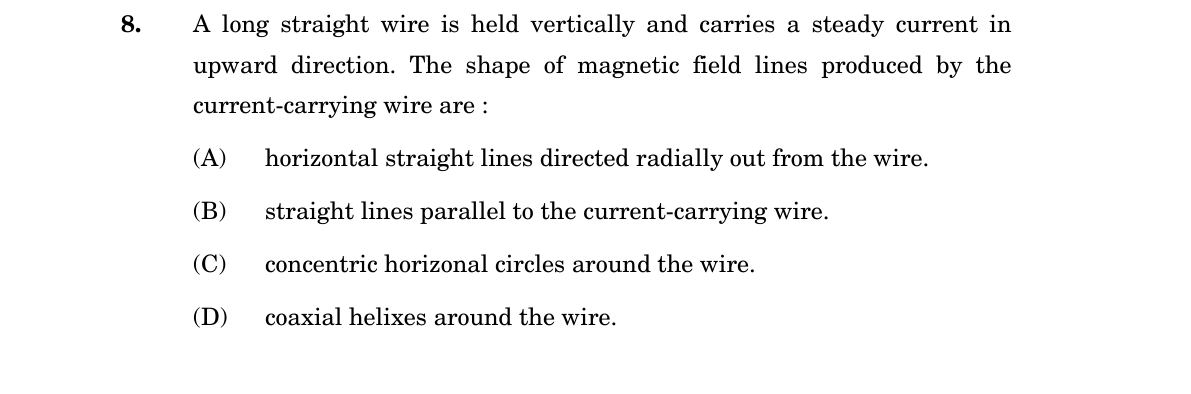 8. A long straight wire is held vertically and carries a steady current in
upward direction. The shape of magnetic field lines produced by the
current-carrying wire are :
(A) horizontal straight lines directed radially out from the wire.
(B) straight lines parallel to the current-carrying wire.
(C) concentric horizonal circles around the wire.
(D) coaxial helixes around the wire.